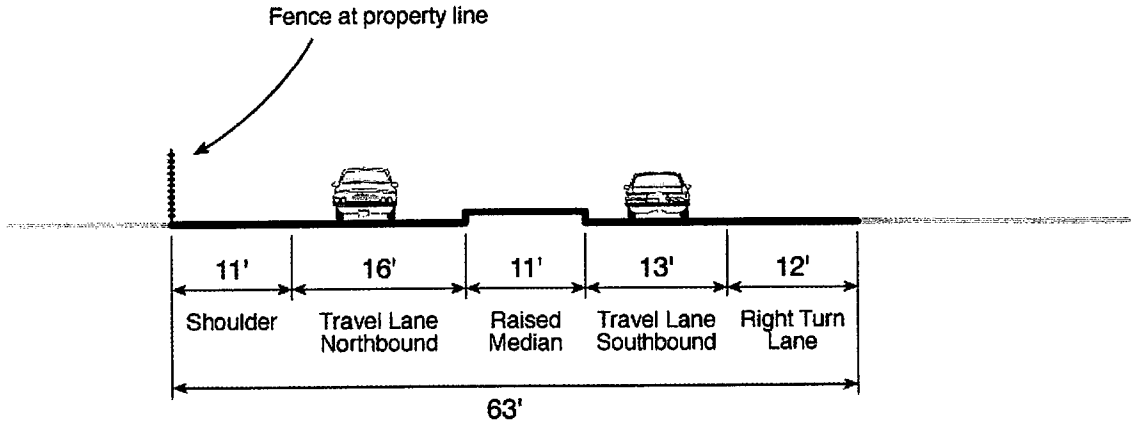 Fence at property line
11' 16' 11' 13' 12'
Shoulder Travel Lane Northbound Raised Median Travel Lane Southbound Right Turn Lane
63'